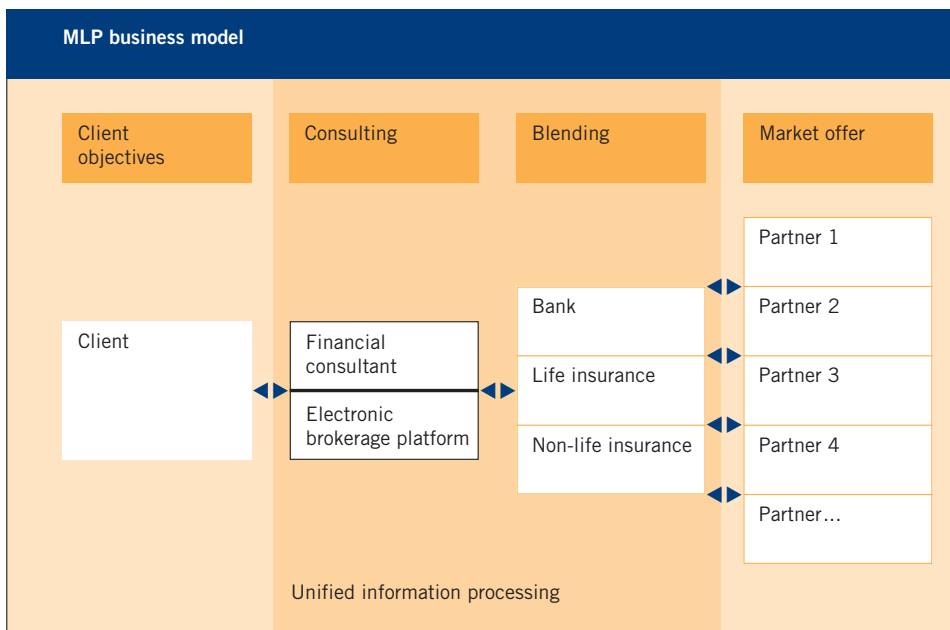 MLP business model
Client
objectives
Consulting
Blending
Market offer
Partner 1
Bank
Partner 2
Client
Financial
consultant
Life insurance
Partner 3
Electronic
brokerage platform
Non-life insurance
Partner 4
Partner...
Unified information processing